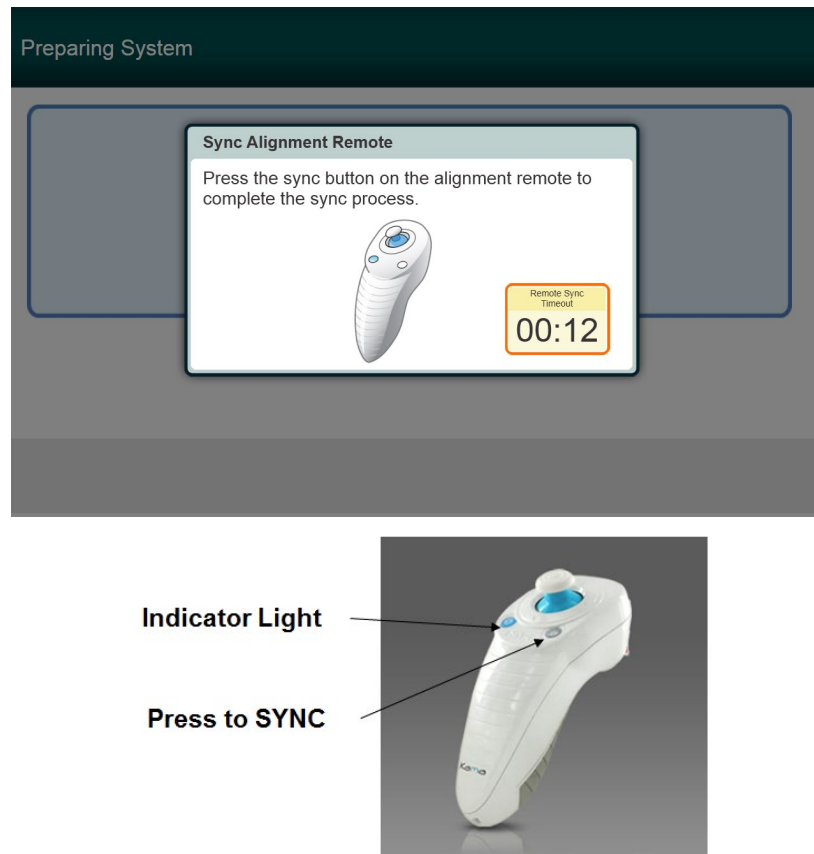 Preparing System
Sync Alignment Remote
Press the sync button on the alignment remote to
complete the sync process.
Remote Sync
Timeout
00:12
Indicator Light
Press to SYNC
Kama